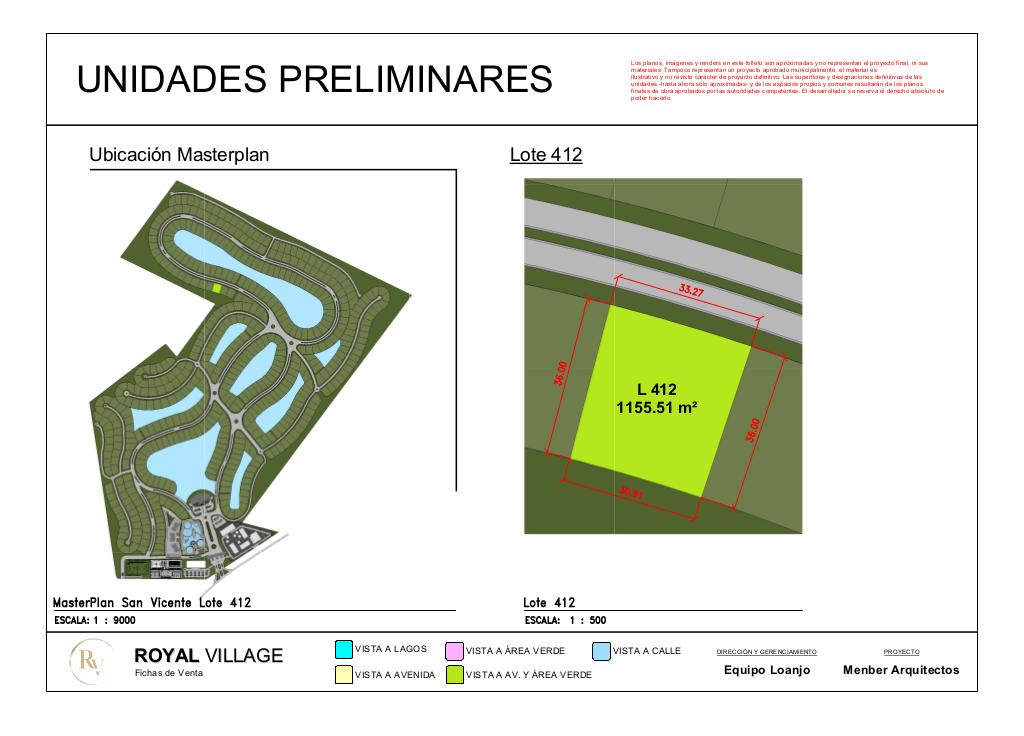 UNIDADES PRELIMINARES
Los planos, imágenes y renders en este folleto son aproximadas y no representan el proyecto final, ni sus
materiales. Tampoco representan un proyecto aprobado municipalmente, el material es
ilustrativo y no reviste carácter de proyecto definitivo. Las superficies y designaciones definitivas de las
unidades -hasta ahora sólo aproximadas- y de los espacios propios y comunes resultarán de los planos
finales de obra aprobados por las autoridades competentes. El desarrollador se reserva el derecho absoluto de
poder hacerlo.
Ubicación Masterplan
Lote 412
33.27
36.00
L 412
1155.51 m²
36.00
30.91
MasterPlan San Vicente Lote 412
ESCALA: 1 : 9000
Lote 412
ESCALA: 1 : 500
RV
ROYAL VILLAGE
Fichas de Venta
VISTA A LAGOS
VISTA A ÁREA VERDE
VISTA A CALLE
VISTA A AVENIDA
VISTA A AV. Y ÁREA VERDE
DIRECCIÓN Y GERENCIAMIENTO
Equipo Loanjo
PROYECTO
Menber Arquitectos